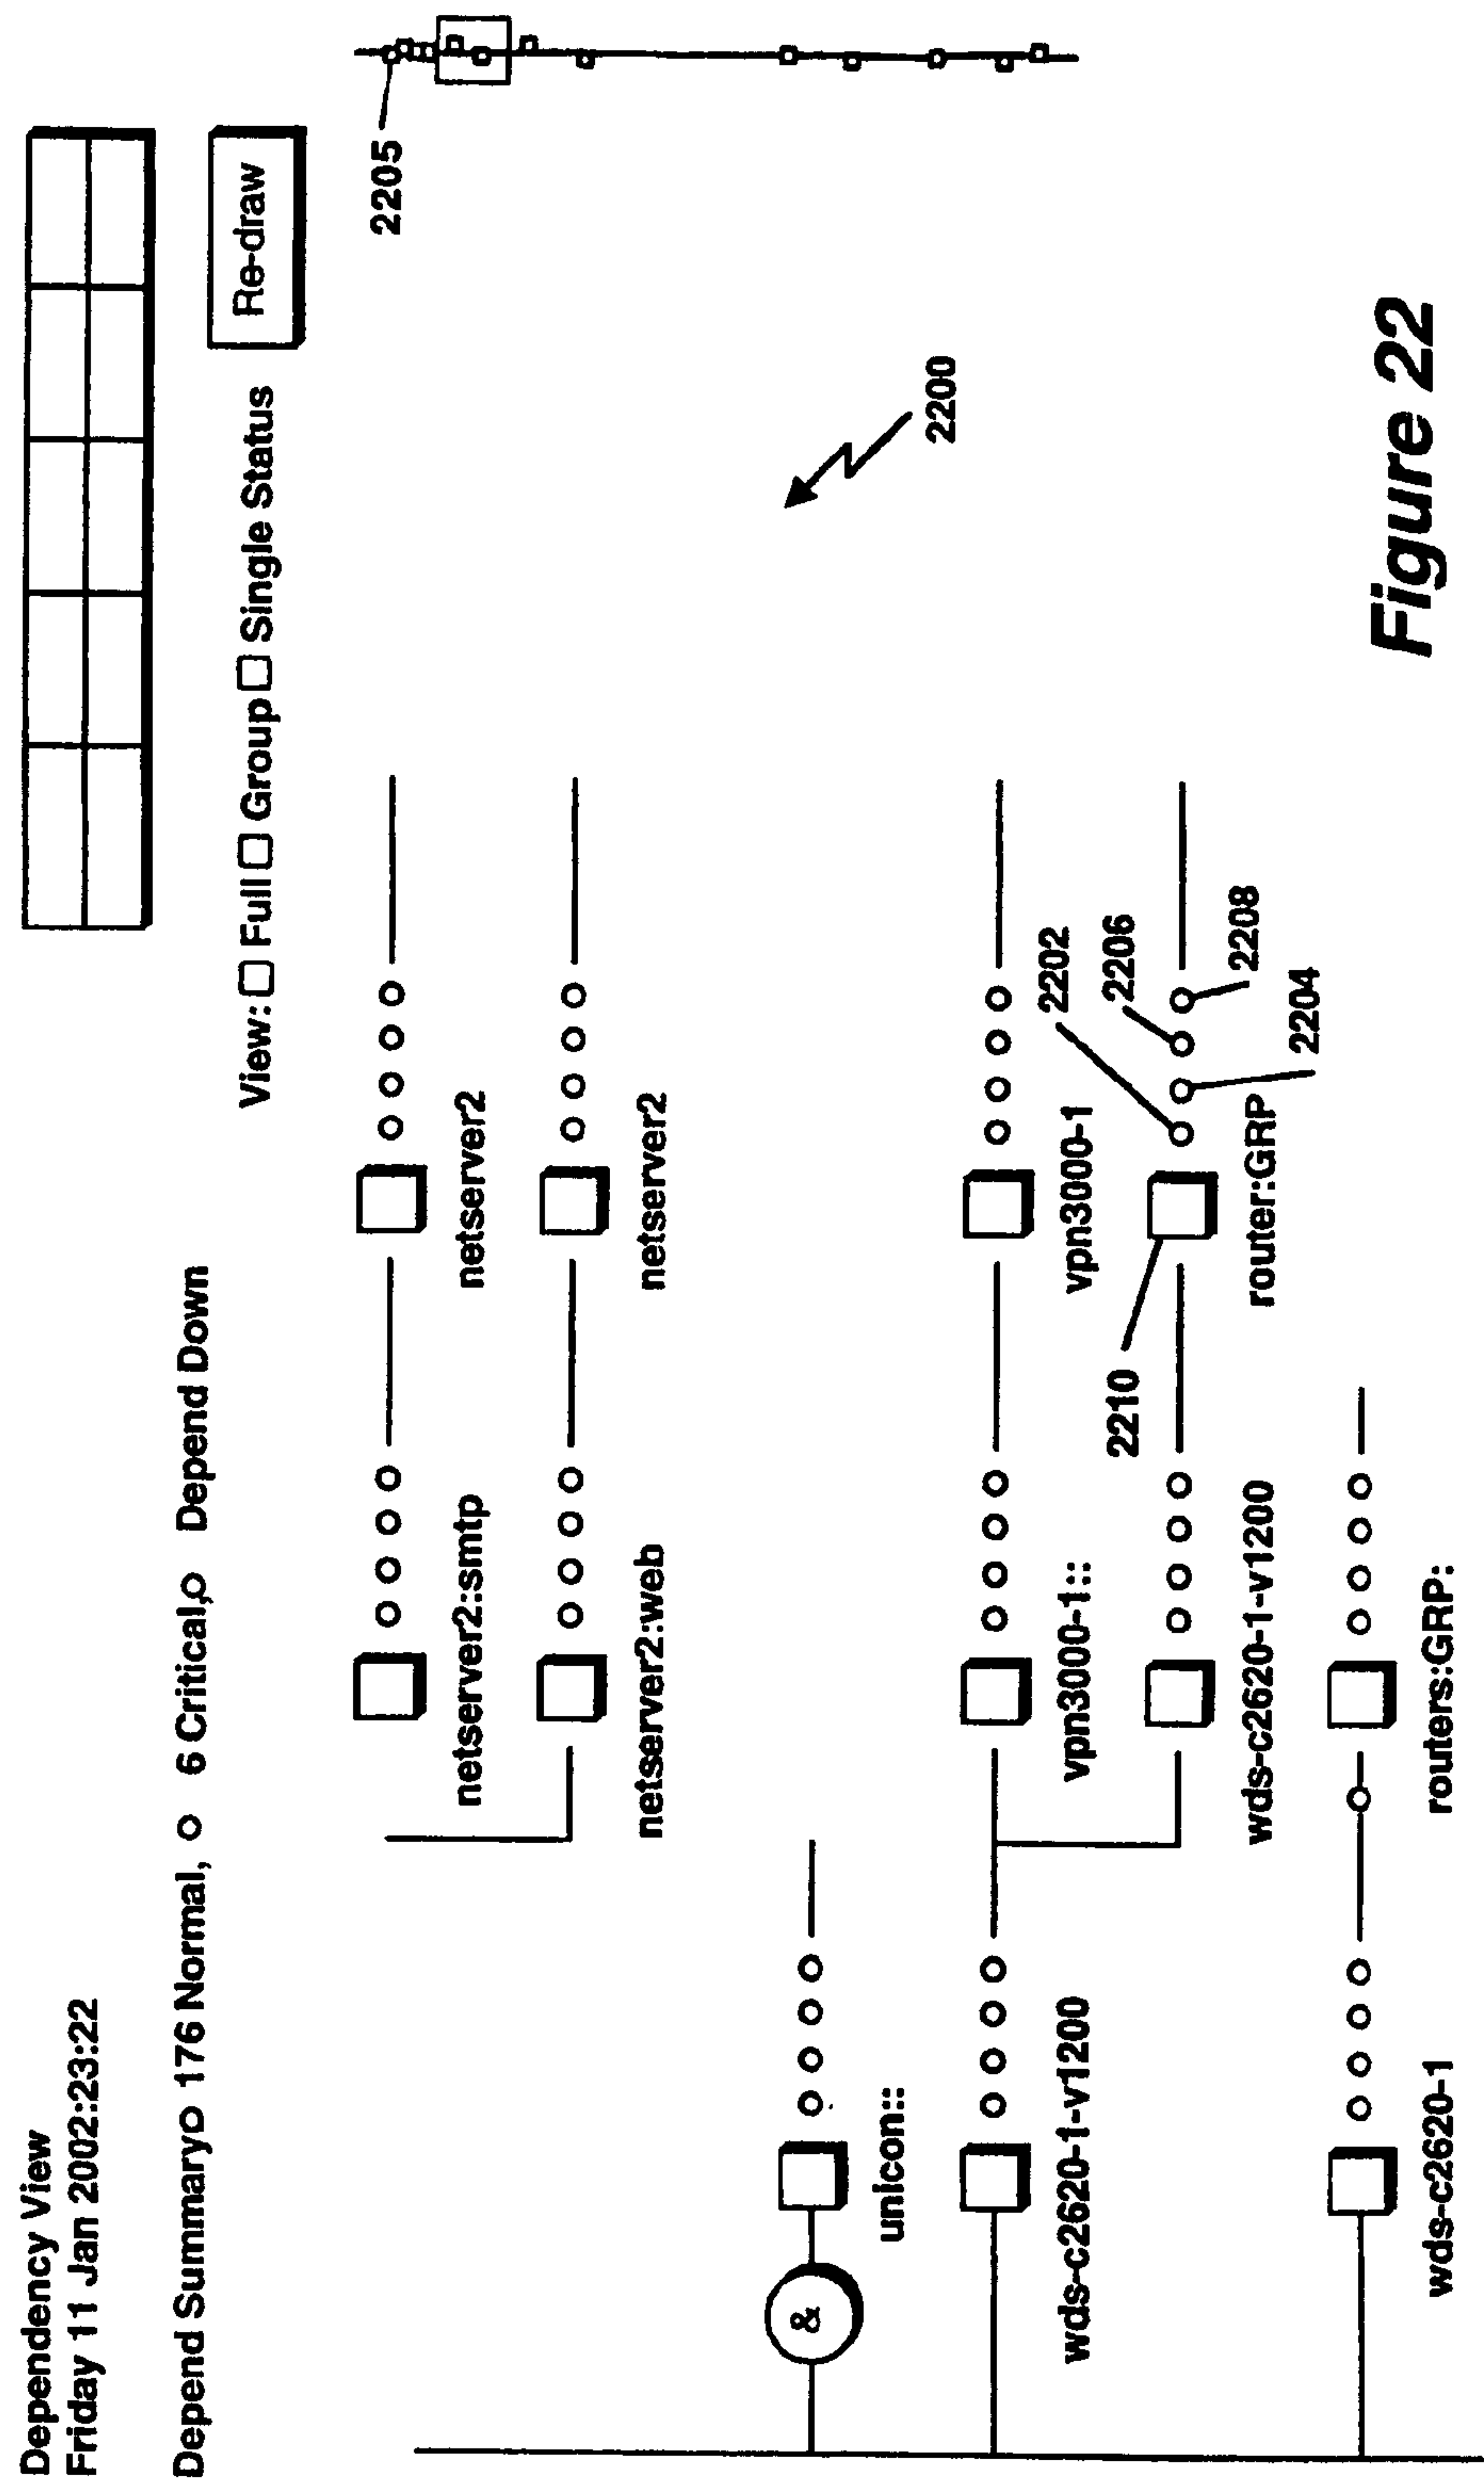 Dependency View
Friday 11 Jan 2002:23:22
Depend Summary 176 Normal, 6 Critical, Depend Down
Re-draw
View: Full Group Single Status
2205
netserver2:smtp
netserver2
netserver2:web
netserver2
2200
unicon::
wds-c2620-1-v1200
vpn3000-1::
vpn3000-1
2202
2206
2210
2208
wds-c2620-1-v1200
router:GRP
2204
wds-c2620-1
routers:GRP:
&
Figure 22